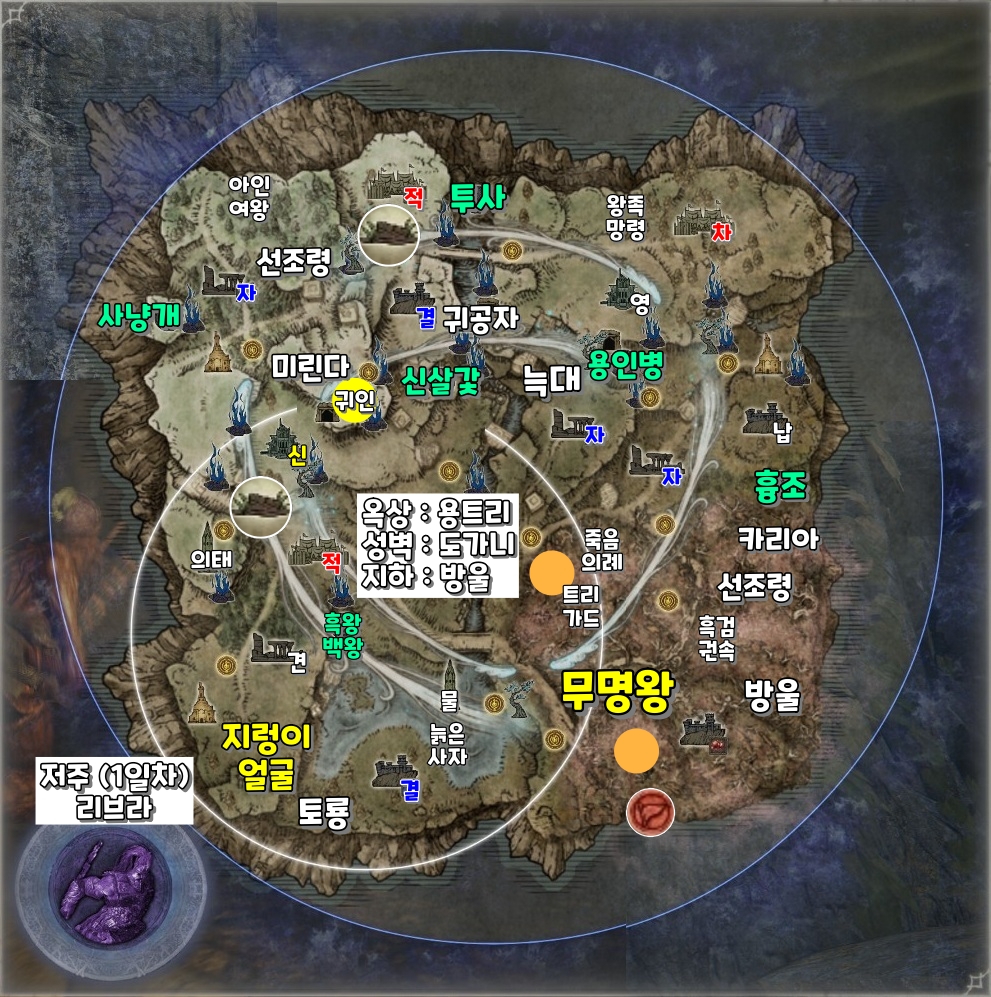 아인
여왕
적
투사
왕족
망령
차
선조령
자
사냥개
결
귀공자
영
미린다
신살갗
늑대
용인병
귀인
자
납
신
자
흉조
옥상 : 용트리
성벽 : 도가니
지하 : 방울
죽음
의례
카리아
의태
적
트리
가드
선조령
흑왕
백왕
흑검
권속
견
무명왕
방울
물
지렁이
얼굴
늙은
사자
결
토룡
저주 (1일차)
리브라